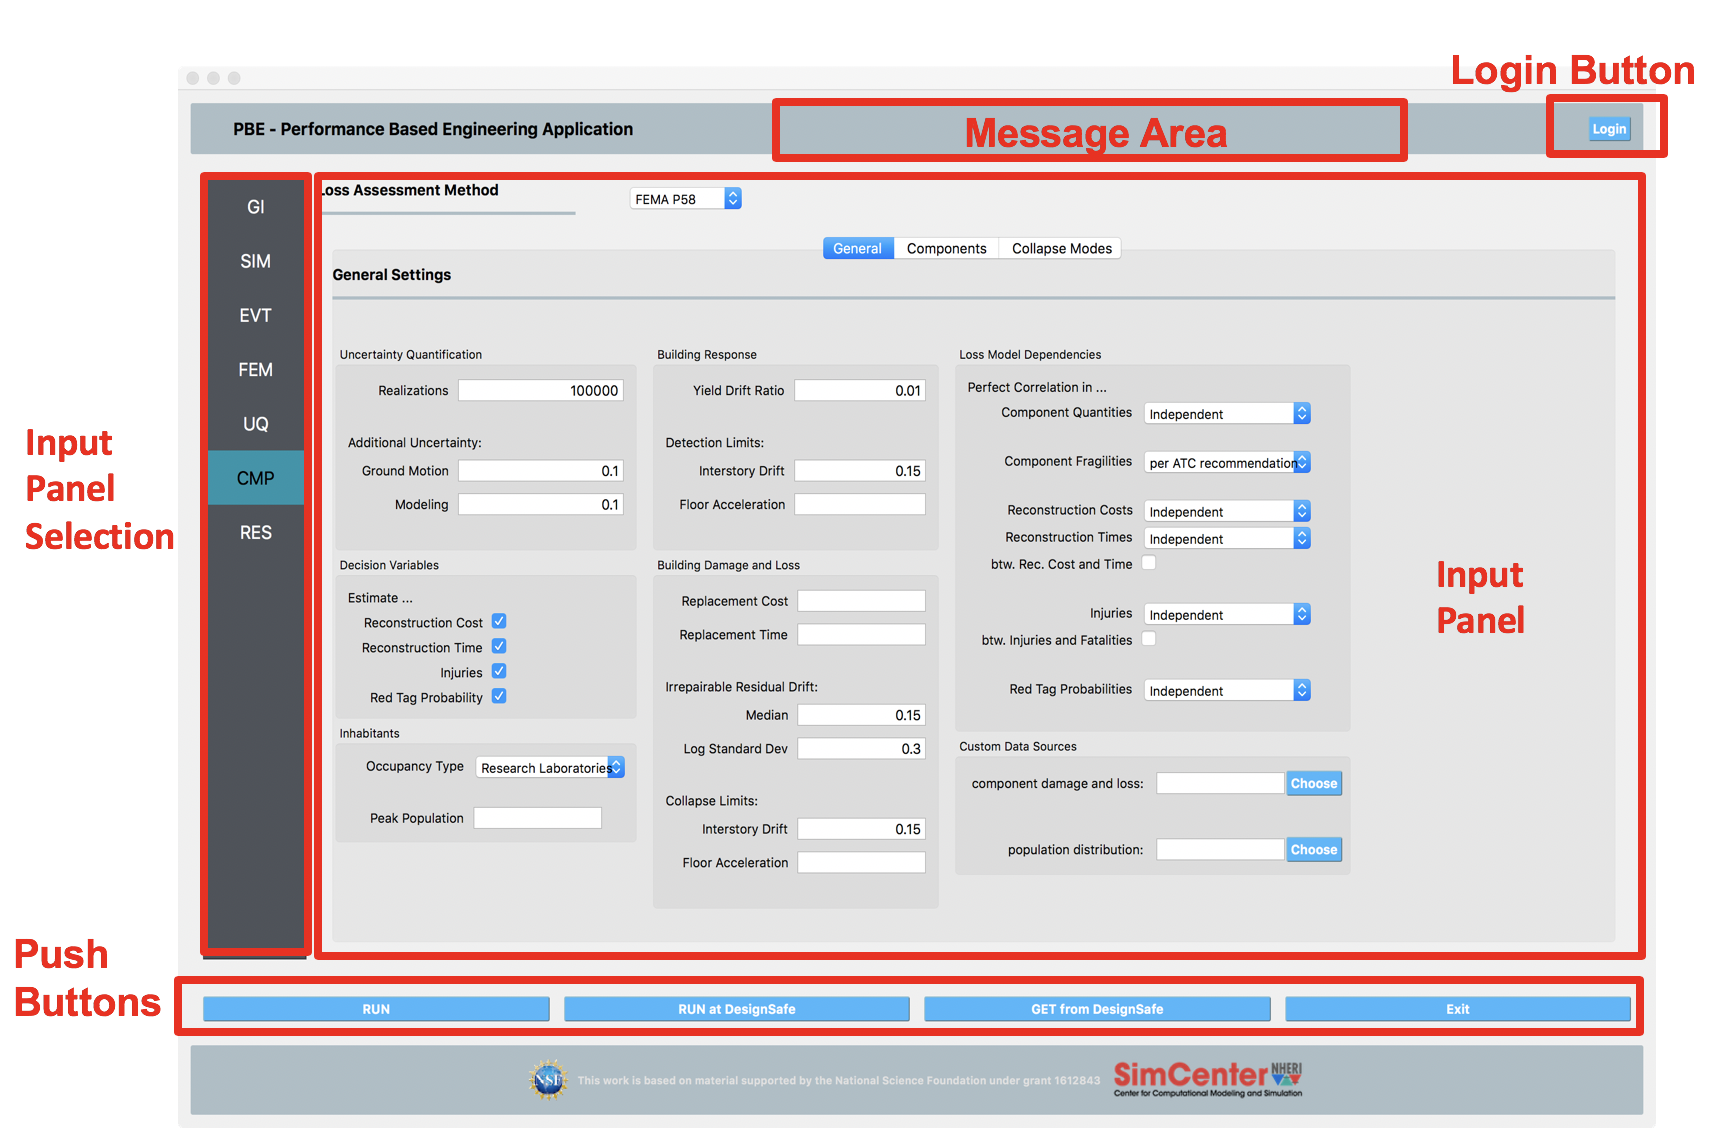 Login Button
PBE - Performance Based Engineering Application
Message Area
Login
GI
SIM
EVT
FEM
UQ
CMP
RES
Input
Panel
Selection
Loss Assessment Method
FEMA P58
General
Components
Collapse Modes
General Settings
Uncertainty Quantification
Realizations 100000
Additional Uncertainty:
Ground Motion 0.1
Modeling 0.1
Decision Variables
Estimate ...
Reconstruction Cost
Reconstruction Time
Injuries
Red Tag Probability
Inhabitants
Occupancy Type Research Laboratories
Peak Population
Building Response
Yield Drift Ratio 0.01
Detection Limits:
Interstory Drift 0.15
Floor Acceleration
Building Damage and Loss
Replacement Cost
Replacement Time
Irrepairable Residual Drift:
Median 0.15
Log Standard Dev 0.3
Collapse Limits:
Interstory Drift 0.15
Floor Acceleration
Loss Model Dependencies
Perfect Correlation in ...
Component Quantities Independent
Component Fragilities per ATC recommendation
Reconstruction Costs Independent
Reconstruction Times Independent
btw. Rec. Cost and Time
Injuries Independent
btw. Injuries and Fatalities
Red Tag Probabilities Independent
Custom Data Sources
component damage and loss: Choose
population distribution: Choose
Input
Panel
Push
Buttons
RUN
RUN at DesignSafe
GET from DesignSafe
Exit
NSF
This work is based on material supported by the National Science Foundation under grant 1612843
SimCenter NHERI
Center for Computational Modeling and Simulation